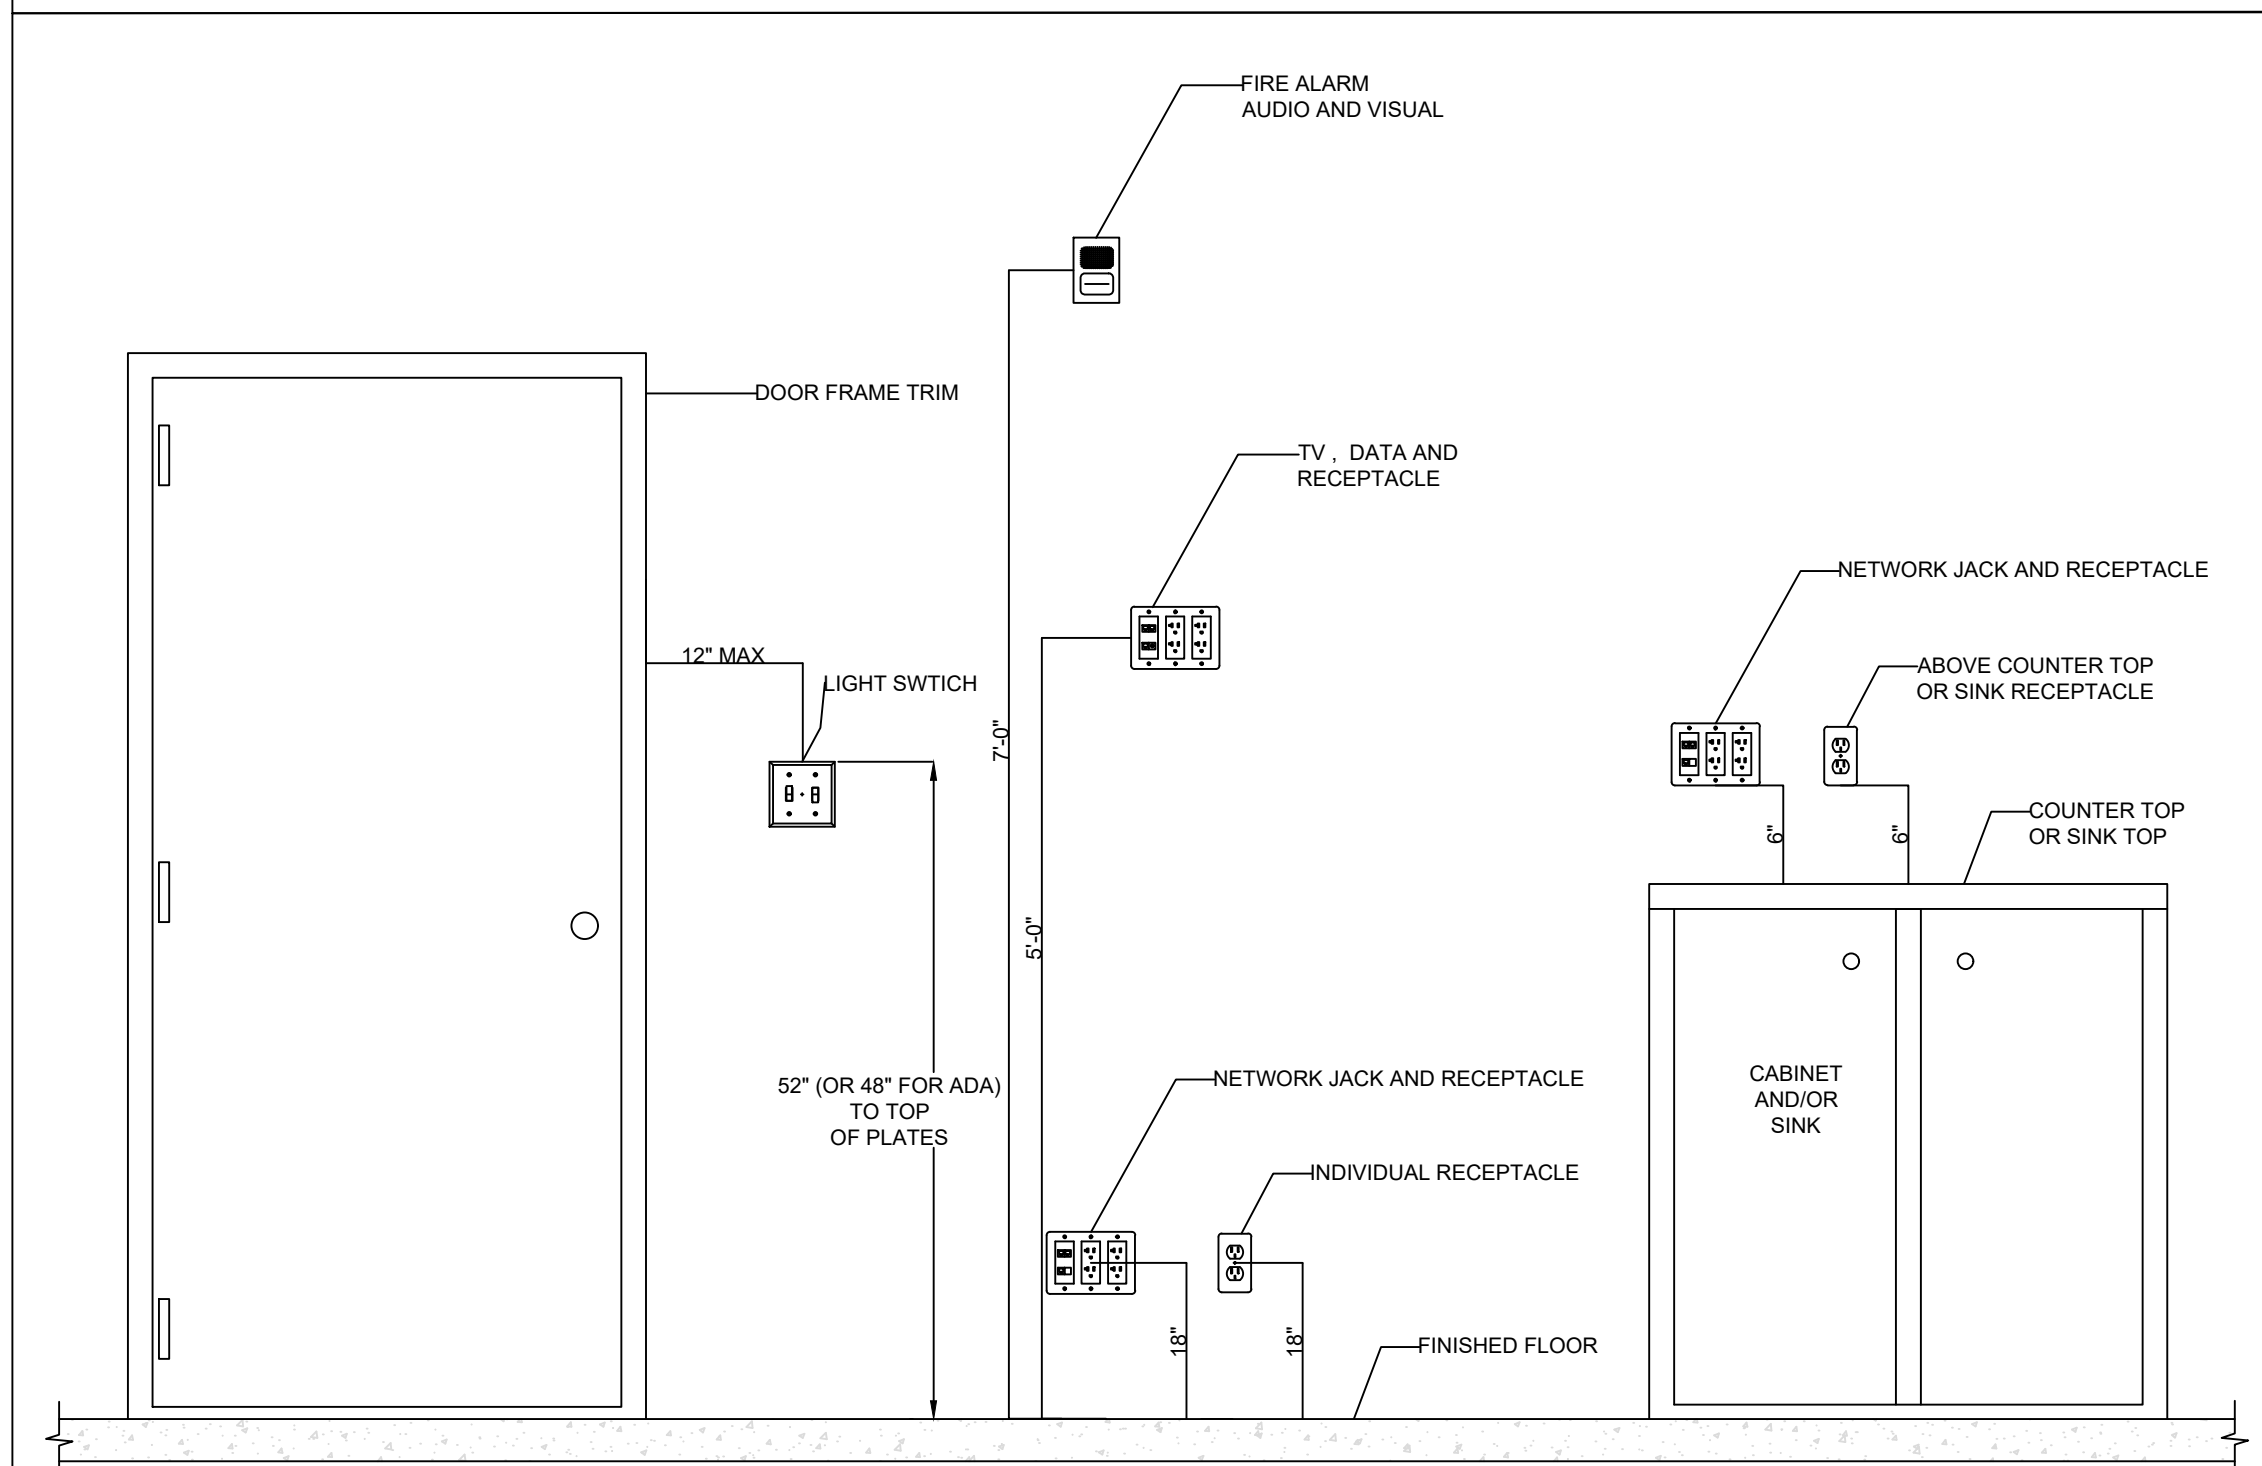 FIRE ALARM
AUDIO AND VISUAL
DOOR FRAME TRIM
TV , DATA AND
RECEPTACLE
NETWORK JACK AND RECEPTACLE
12" MAX
LIGHT SWTICH
ABOVE COUNTER TOP
OR SINK RECEPTACLE
7'-0"
6"
6"
COUNTER TOP
OR SINK TOP
5'-0"
52" (OR 48" FOR ADA)
TO TOP
OF PLATES
NETWORK JACK AND RECEPTACLE
CABINET
AND/OR
SINK
INDIVIDUAL RECEPTACLE
18"
18"
FINISHED FLOOR